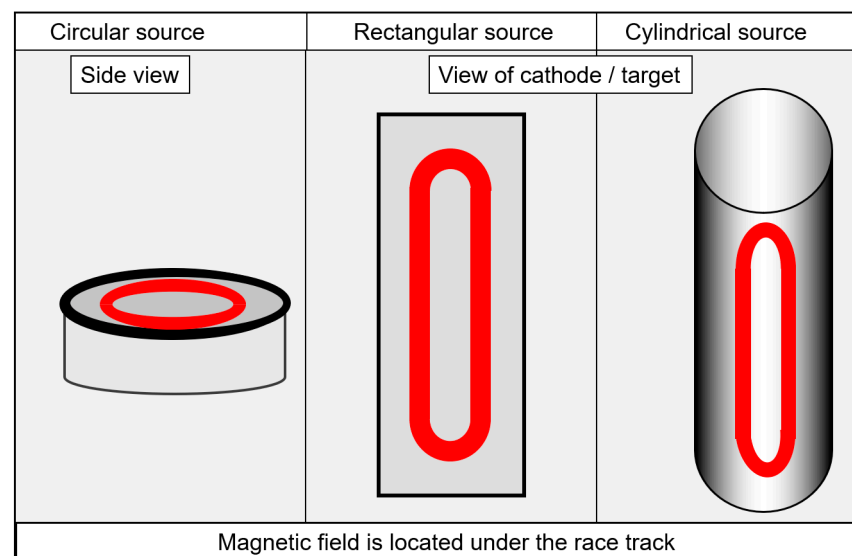 Circular source
Rectangular source
Cylindrical source
Side view
View of cathode / target
Magnetic field is located under the race track